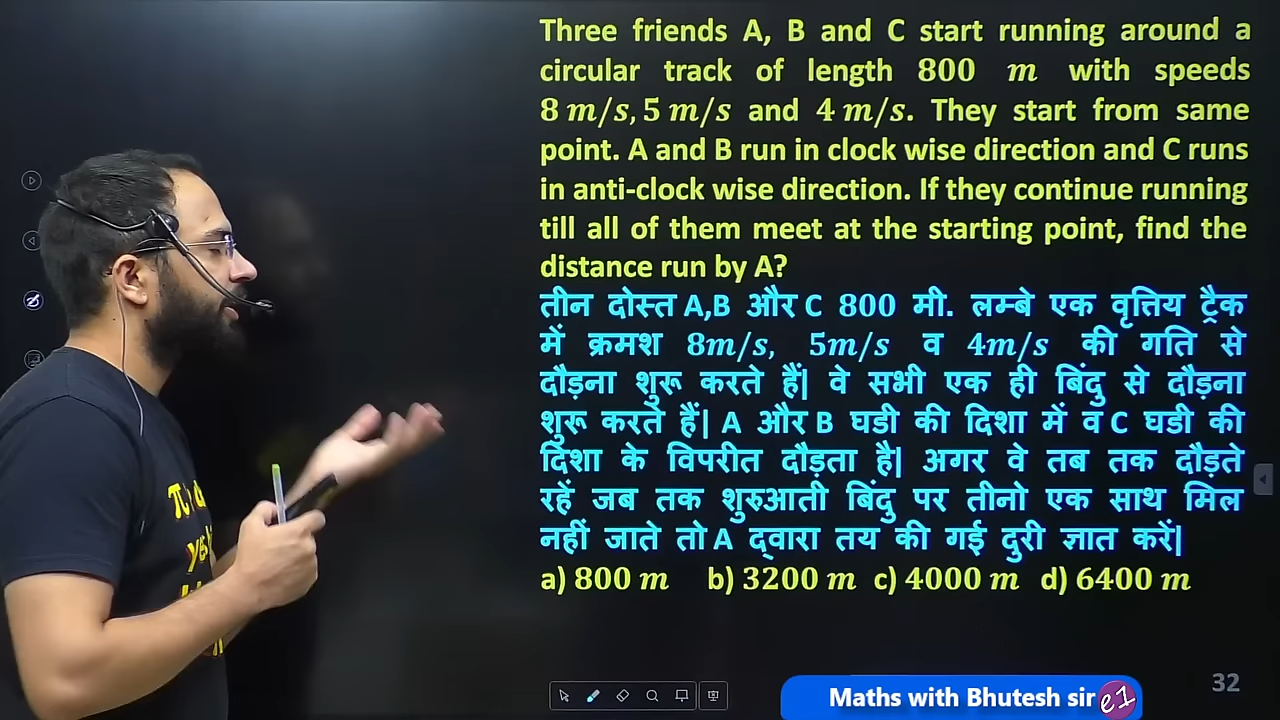 Three friends A, B and C start running around a
circular track of length 800 m with speeds
8 m/s, 5 m/s and 4 m/s. They start from same
point. A and B run in clock wise direction and C runs
in anti-clock wise direction. If they continue running
till all of them meet at the starting point, find the
distance run by A?
तीन दोस्त A,B और C 800 मी. लम्बे एक वृत्तिय ट्रैक
में क्रमश 8m/s, 5m/s व 4m/s की गति से
दौड़ना शुरू करते हैं| वे सभी एक ही बिंदु से दौड़ना
शुरू करते हैं| A और B घडी की दिशा में व C घडी की
दिशा के विपरीत दौड़ता है| अगर वे तब तक दौड़ते
रहें जब तक शुरुआती बिंदु पर तीनो एक साथ मिल
नहीं जाते तो A द्वारा तय की गई दुरी ज्ञात करें|
a) 800 m b) 3200 m c) 4000 m d) 6400 m
32
Maths with Bhutesh sir e1